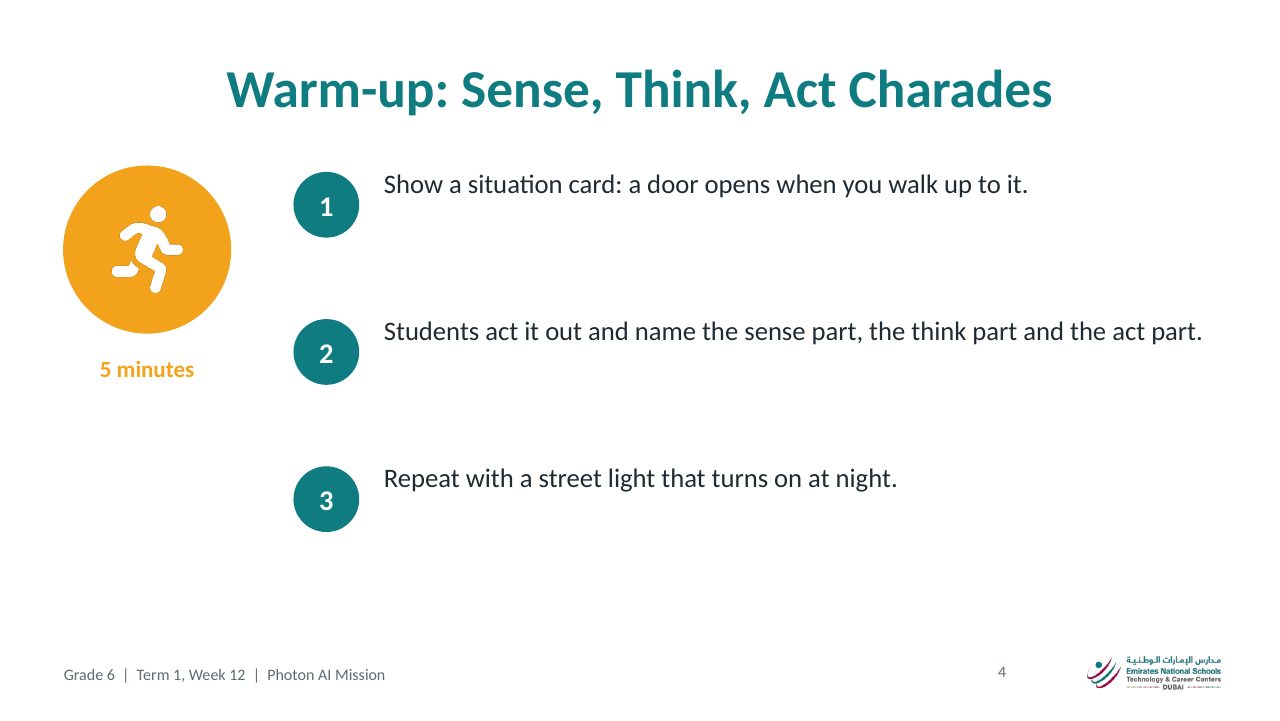 Warm-up: Sense, Think, Act Charades
1
Show a situation card: a door opens when you walk up to it.
2
Students act it out and name the sense part, the think part and the act part.
5 minutes
3
Repeat with a street light that turns on at night.
Grade 6 | Term 1, Week 12 | Photon AI Mission
4
مدارس الإمارات الوطنية
Emirates National Schools
Technology & Career Centers
DUBAI